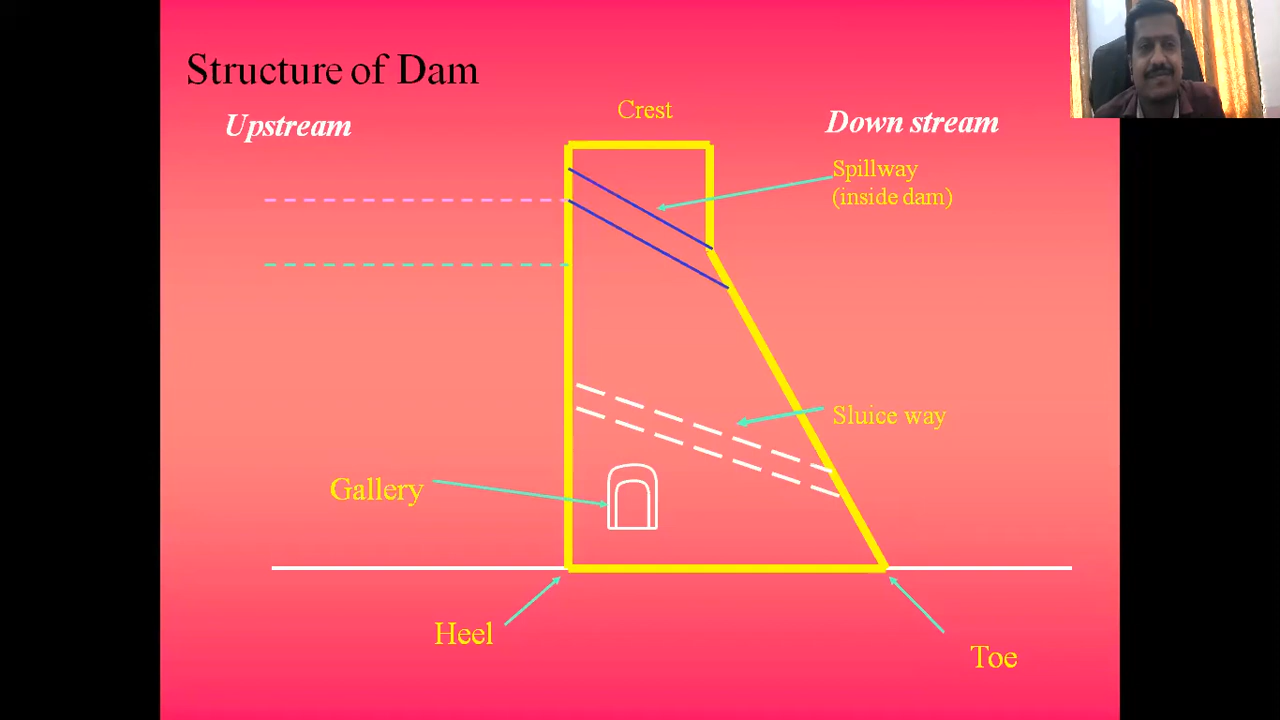 Structure of Dam
Upstream
Crest
Down stream
Spillway
(inside dam)
Sluice way
Gallery
Heel
Toe